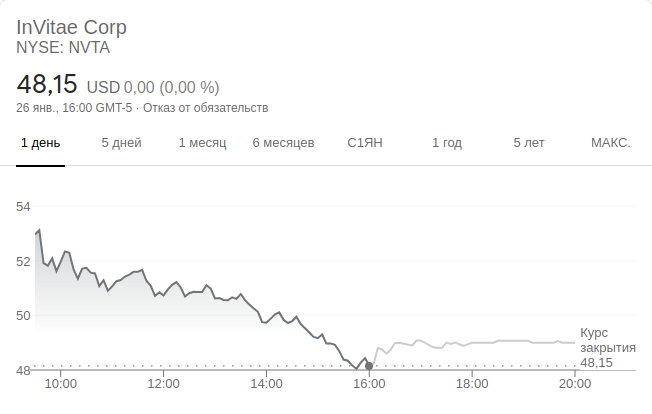 InVitae Corp
NYSE: NVTA
48,15 USD 0,00 (0,00 %)
26 янв., 16:00 GMT-5 · Отказ от обязательств
1 день 5 дней 1 месяц 6 месяцев С1ЯН 1 год 5 лет МАКС.
54
52
50
48
Курс
закрытия
48,15
10:00 12:00 14:00 16:00 18:00 20:00